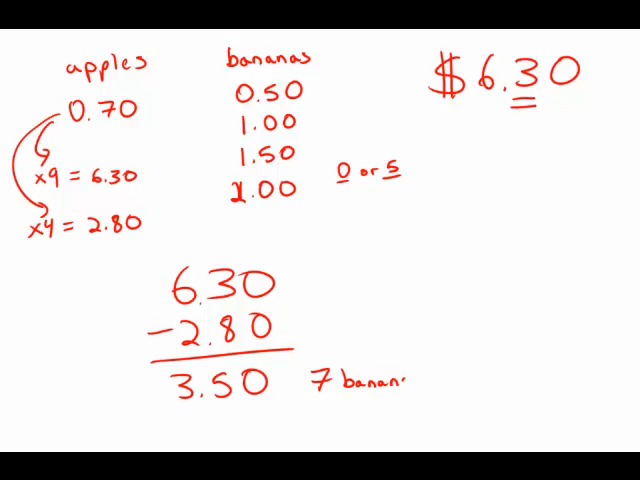 apples
bananas
$6.30
0.70
0.50
1.00
1.50
2.00
0 or 5
x9 = 6.30
x4 = 2.80
6.30
-2.80
3.50
7 banan